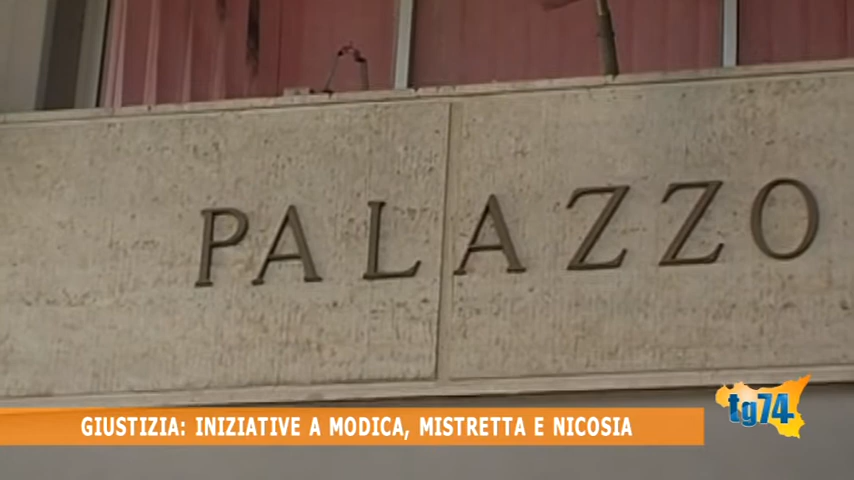 PALAZZO
GIUSTIZIA: INIZIATIVE A MODICA, MISTRETTA E NICOSIA
tg74